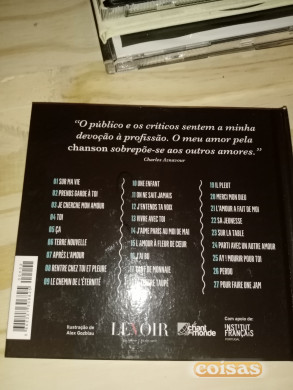 “O público e os críticos sentem a minha
devoção à profissão. O meu amor pela
chanson sobrepõe-se aos outros amores.”
Charles Aznavour
01 SUR MA VIE
02 PRENDS GARDE À TOI
03 JE CHERCHE MON AMOUR
04 TOI
05 ÇA
06 TERRE NOUVELLE
07 APRÈS L'AMOUR
08 RENTRE CHEZ TOI ET PLEURE
09 LE CHEMIN DE L'ÉTERNITÉ
10 UNE ENFANT
11 ON NE SAIT JAMAIS
12 J'ENTENDS TA VOIX
13 VIVRE AVEC TOI
14 J'AIME PARIS AU MOI DE MAI
15 L'AMOUR À FLEUR DE CŒUR
16 J'AI BU
DE MONNAIE
19 IL PLEUT
20 MERCI MON DIEU
21 L'AMOUR A FAIT DE MOI
22 SA JEUNESSE
23 SUR LA TABLE
24 PARTI AVEC UN AUTRE AMOUR
25 AY! MOURIR POUR TOI
26 PERDU
27 POUR FAIRE UNE JAM
Ilustração de
Alex Gozblau
LENOIR
chant
monde
Com apoio de:
INSTITUT
FRANÇAIS
coisas